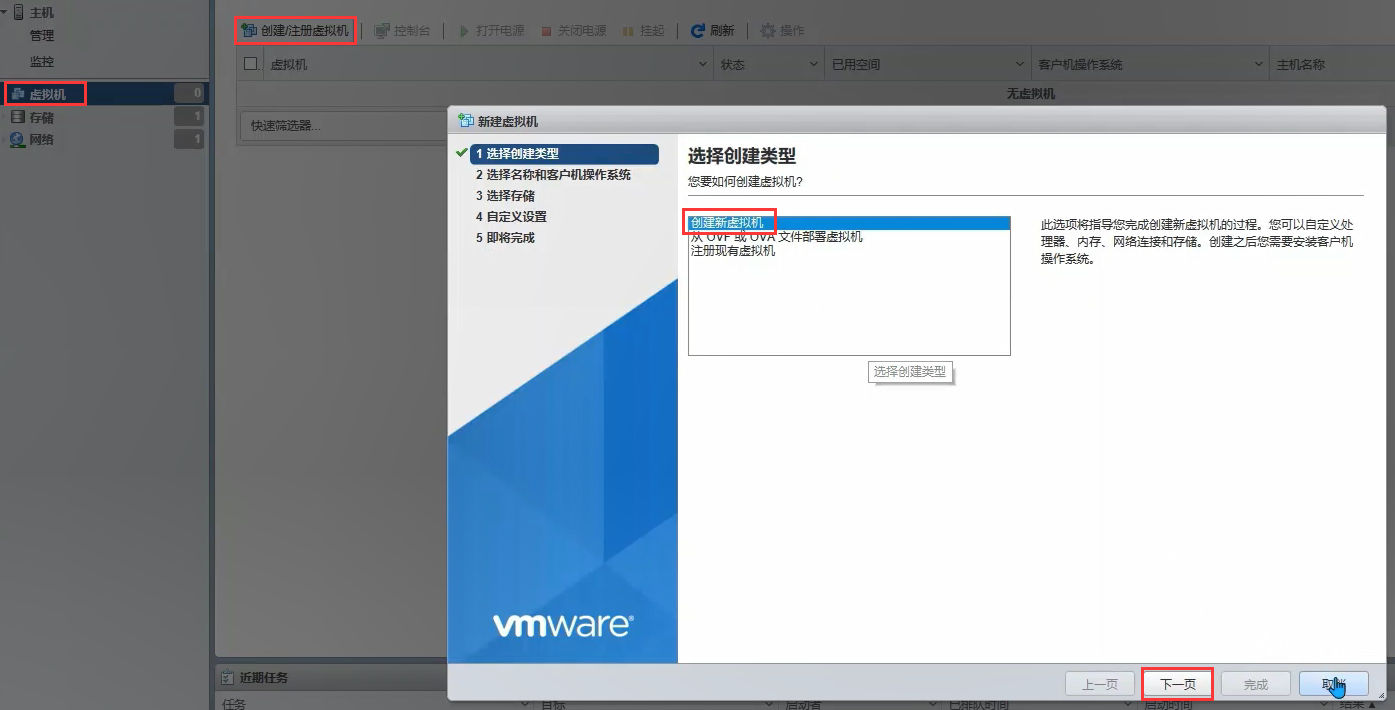 主机
管理
监控
虚拟机 0
存储 1
网络 1
创建/注册虚拟机 控制台 打开电源 关闭电源 挂起 刷新 操作
虚拟机 状态 已用空间 客户机操作系统 主机名称
无虚拟机
快速筛选器...
新建虚拟机
1 选择创建类型
2 选择名称和客户机操作系统
3 选择存储
4 自定义设置
5 即将完成
vmware®
选择创建类型
您要如何创建虚拟机?
创建新虚拟机
从 OVF 或 OVA 文件部署虚拟机
注册现有虚拟机
选择创建类型
此选项将指导您完成创建新虚拟机的过程。您可以自定义处
理器、内存、网络连接和存储。创建之后您需要安装客户机
操作系统。
上一页 下一页 完成 取消
近期任务
任务 目标 启动者 已排队时间 启动时间 结果